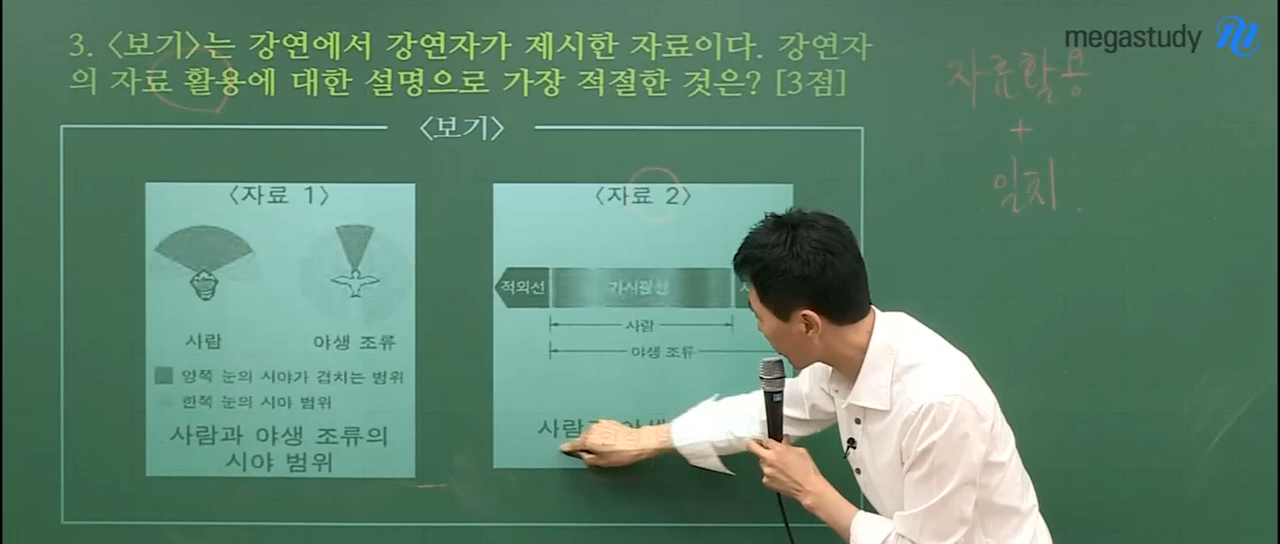 megastudy
3. 〈보기〉는 강연에서 강연자가 제시한 자료이다. 강연자
의 자료 활용에 대한 설명으로 가장 적절한 것은? [3점]
자료활용
+
일치.
〈보기〉
〈자료 1〉
사람
야생 조류
양쪽 눈의 시야가 겹치는 범위
한쪽 눈의 시야 범위
사람과 야생 조류의
시야 범위
〈자료 2〉
적외선
가시광선
사람
야생 조류